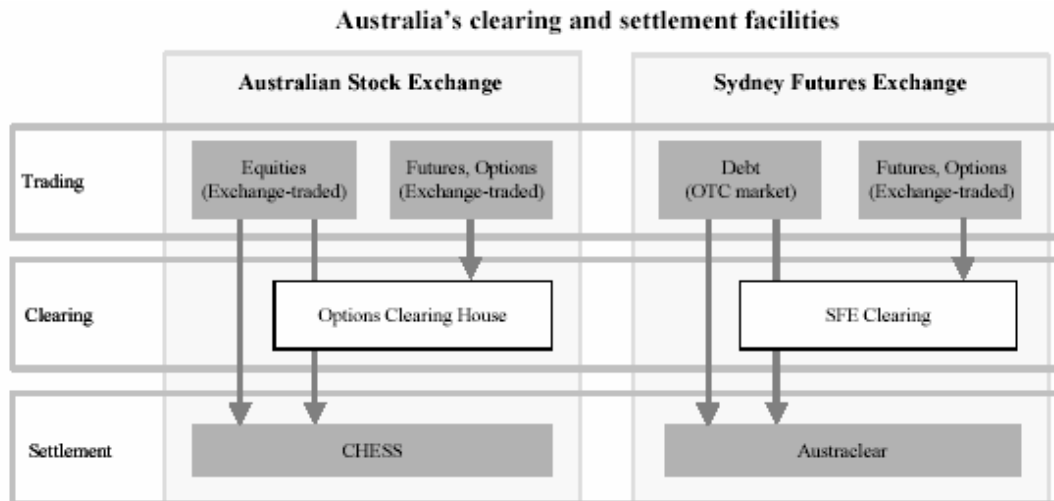 Australia's clearing and settlement facilities
Australian Stock Exchange
Sydney Futures Exchange
Trading
Equities
(Exchange-traded)
Futures, Options
(Exchange-traded)
Debt
(OTC market)
Futures, Options
(Exchange-traded)
Clearing
Options Clearing House
SFE Clearing
Settlement
CHESS
Austraclear